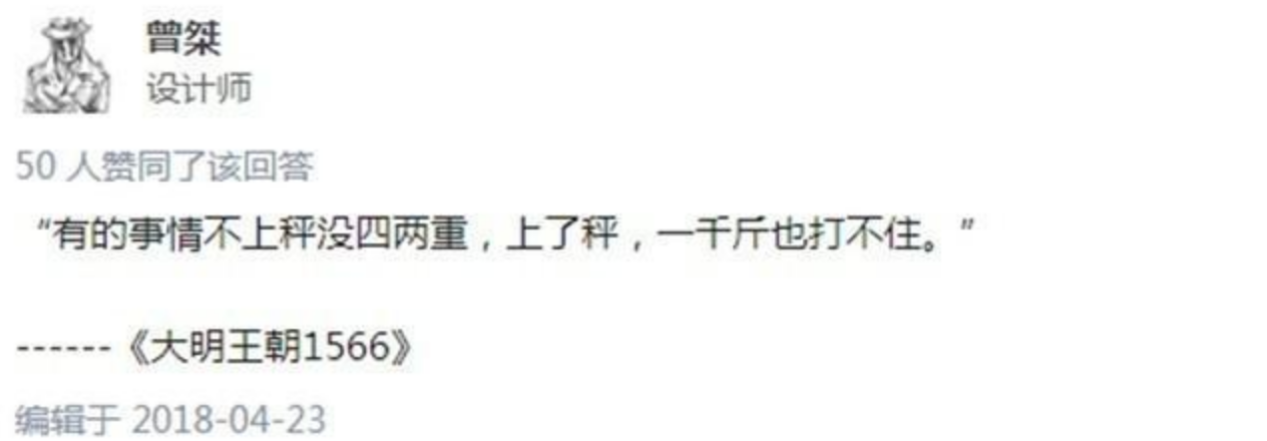 曾桀
设计师
50 人赞同了该回答
“有的事情不上秤没四两重，上了秤，一千斤也打不住。”
------《大明王朝1566》
编辑于 2018-04-23